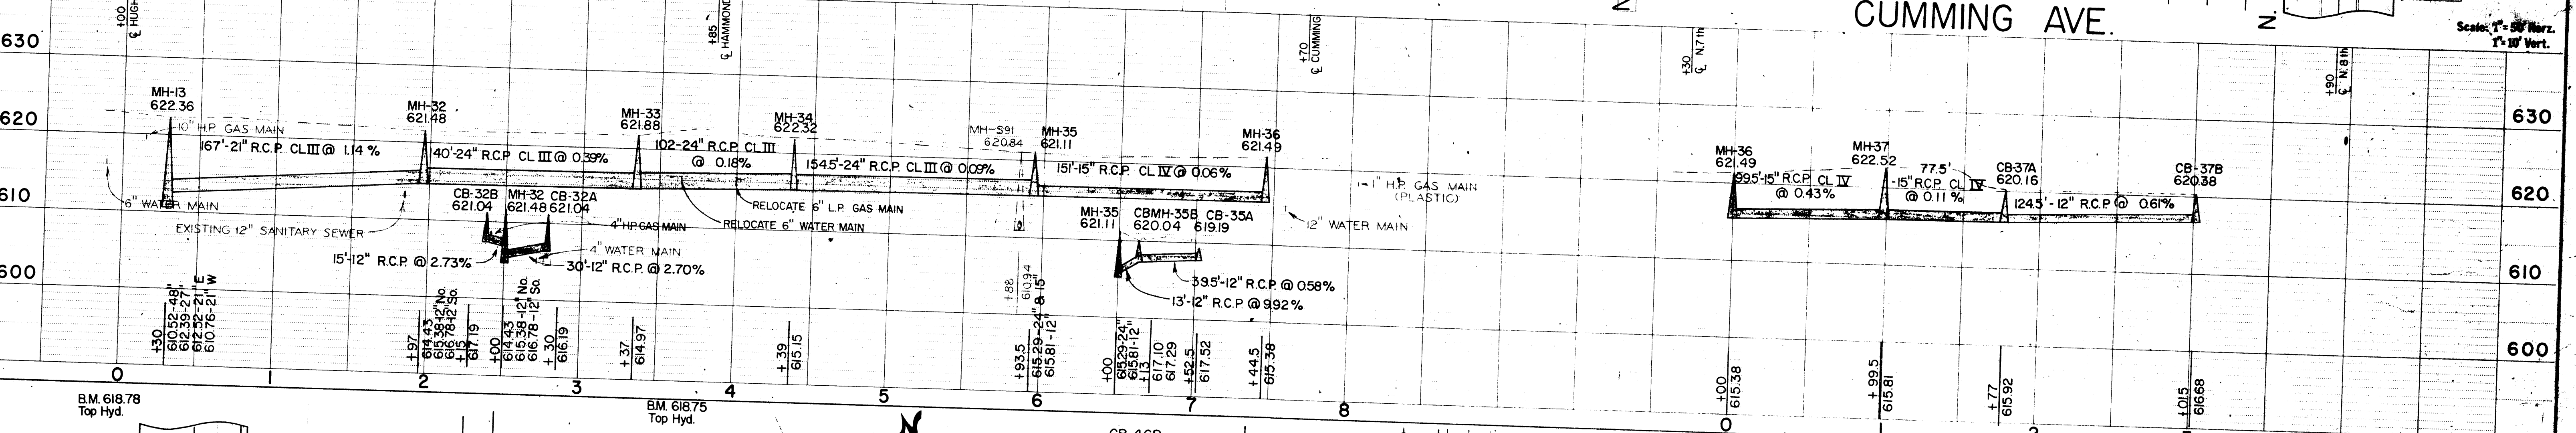 CUMMING AVE.
Scale: 1"=50' Horz.
1"=10' Vert.
+00
℄ HUGH
+85
℄ HAMMOND
+70
℄ CUMMING
+30
℄ N.7th
+90
℄ N. 8th
630
620
610
600
630
620
610
600
MH-13
622.36
MH-32
621.48
MH-33
621.88
MH-34
622.32
MH-S91
620.84
MH-35
621.11
MH-36
621.49
10" H.P. GAS MAIN
167'-21" R.C.P. CL III @ 1.14 %
140'-24" R.C.P CL III @ 0.39%
102-24" R.C.P. CL III
@ 0.18%
154.5'-24" R.C.P. CL III @ 0.09%
151'-15" R.C.P. CL IV @ 0.06%
1" H.P. GAS MAIN
(PLASTIC)
6" WATER MAIN
EXISTING 12" SANITARY SEWER
CB-32B
621.04
MH-32
621.48
CB-32A
621.04
4" H.P. GAS MAIN
4" WATER MAIN
15'-12" R.C.P. @ 2.73%
30'-12" R.C.P. @ 2.70%
RELOCATE 6" L.P. GAS MAIN
RELOCATE 6" WATER MAIN
MH-35
621.11
CBMH-35B
620.04
CB-35A
619.19
12" WATER MAIN
39.5'-12" R.C.P. @ 0.58%
13'-12" R.C.P. @ 9.92%
MH-36
621.49
MH-37
622.52
CB-37A
620.16
CB-37B
620.38
99.5'-15" R.C.P. CL IV
@ 0.43%
77.5'
-15" R.C.P. CL IV
@ 0.11 %
124.5'-12" R.C.P @ 0.61%
+30
610.52-48"
612.39-27"
612.52-21" E
610.76-21" W
+97
614.43
615.38-12" No.
616.78-12" So.
+15
617.19
+00
614.43
615.38-12" No.
616.78-12" So.
+30
616.19
+37
614.97
+39
615.15
+88
610.94
+93.5
615.29-24" & 15"
615.81-12"
+00
615.29-24"
615.81-12"
+13
617.10
617.29
+52.5
617.52
+44.5
615.38
+00
615.38
+99.5
615.81
+77
615.92
+01.5
616.68
0 1 2 3 4 5 6 7 8
0
B.M. 618.78
Top Hyd.
B.M. 618.75
Top Hyd.
N